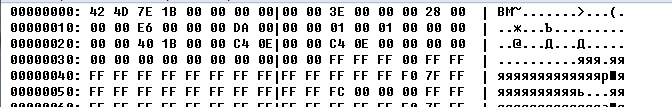 00000000: 42 4D 7E 1B 00 00 00 00|00 00 3E 00 00 00 28 00 | BM~.......>...(.
00000010: 00 00 E6 00 00 00 DA 00|00 00 01 00 01 00 00 00 | ..ж...Ъ.........
00000020: 00 00 40 1B 00 00 C4 0E|00 00 C4 0E 00 00 00 00 | ..@...Д...Д.....
00000030: 00 00 00 00 00 00 00 00|00 00 FF FF FF 00 FF FF | ..........яяя.яя
00000040: FF FF FF FF FF FF FF FF|FF FF FF FF FF F0 7F FF | яяяяяяяяяяяяяр■я
00000050: FF FF FF FF FF FF FF FF|FF FF FC 00 00 00 FF FF | яяяяяяяяяяь...яя